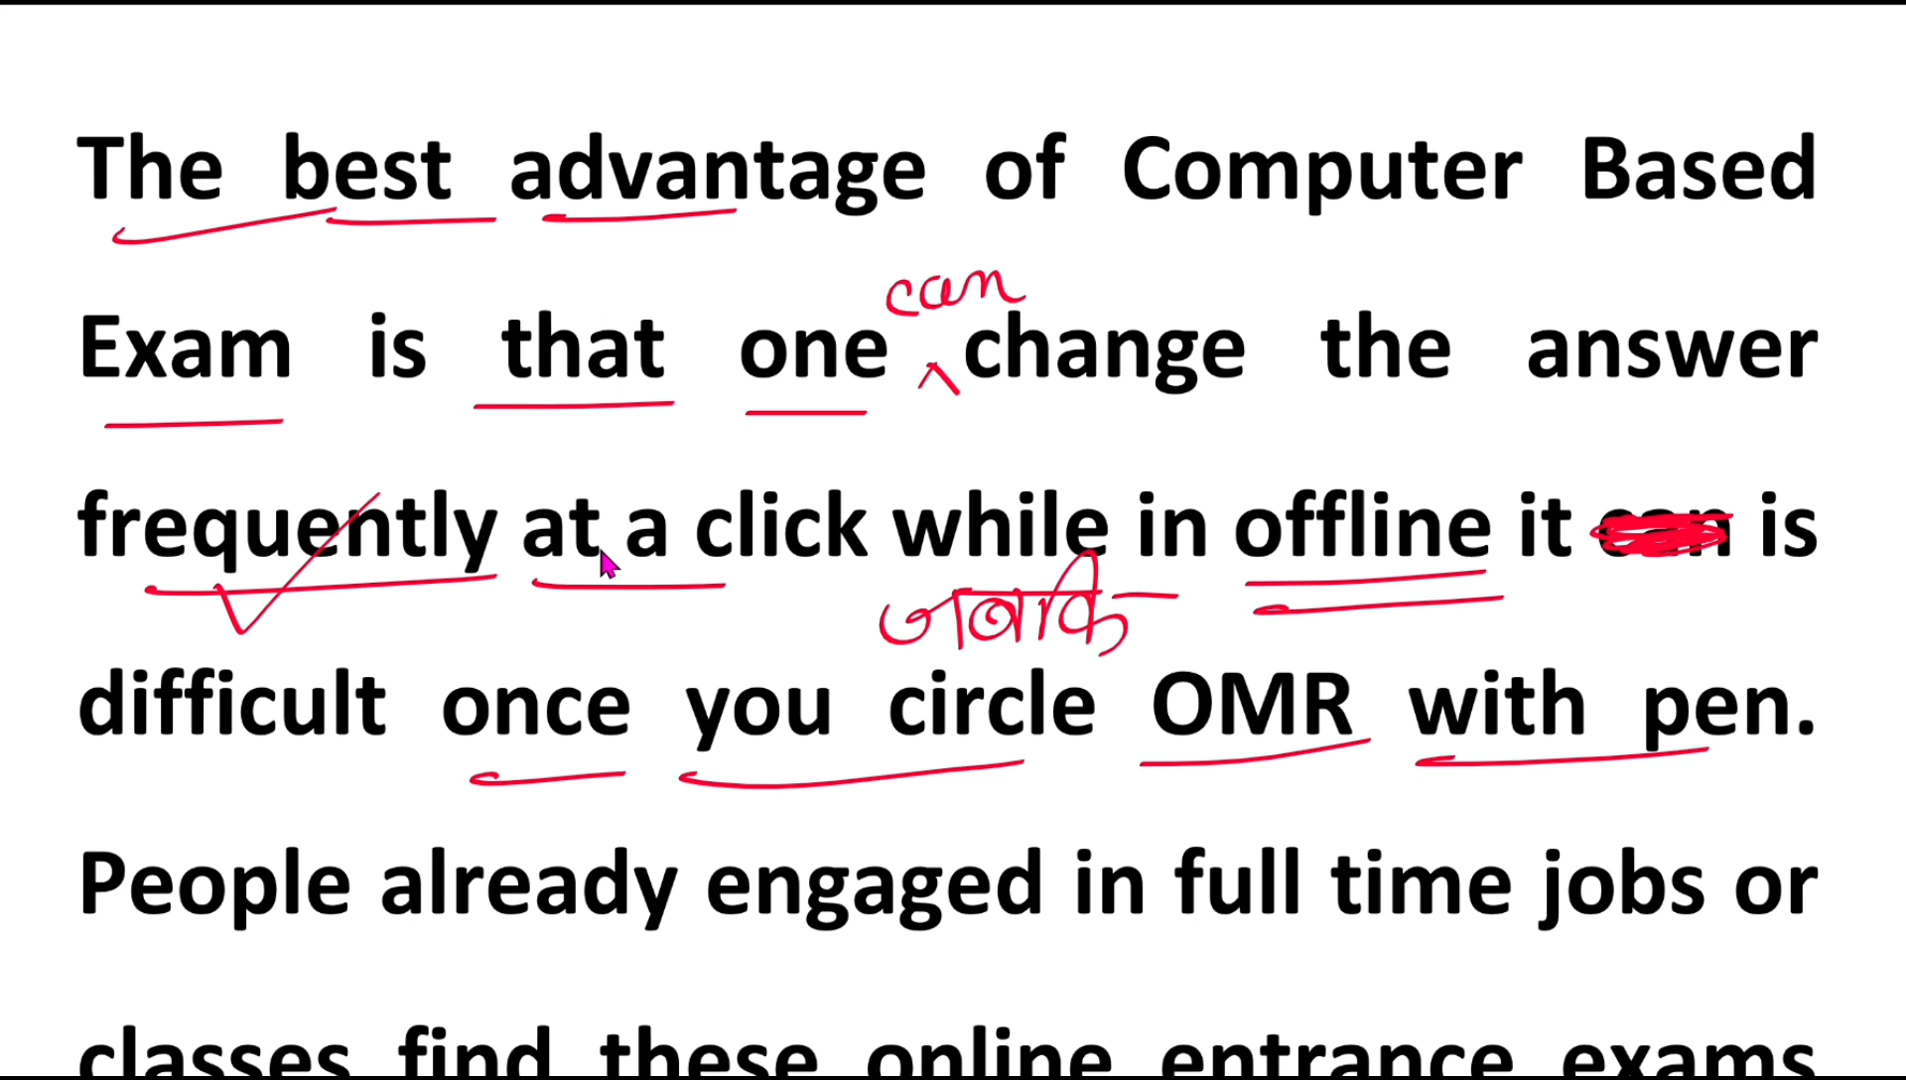 The best advantage of Computer Based
can
Exam is that one ^ change the answer
frequently at a click while in offline it can is
जबकि
difficult once you circle OMR with pen.
People already engaged in full time jobs or
classes find these online entrance exams